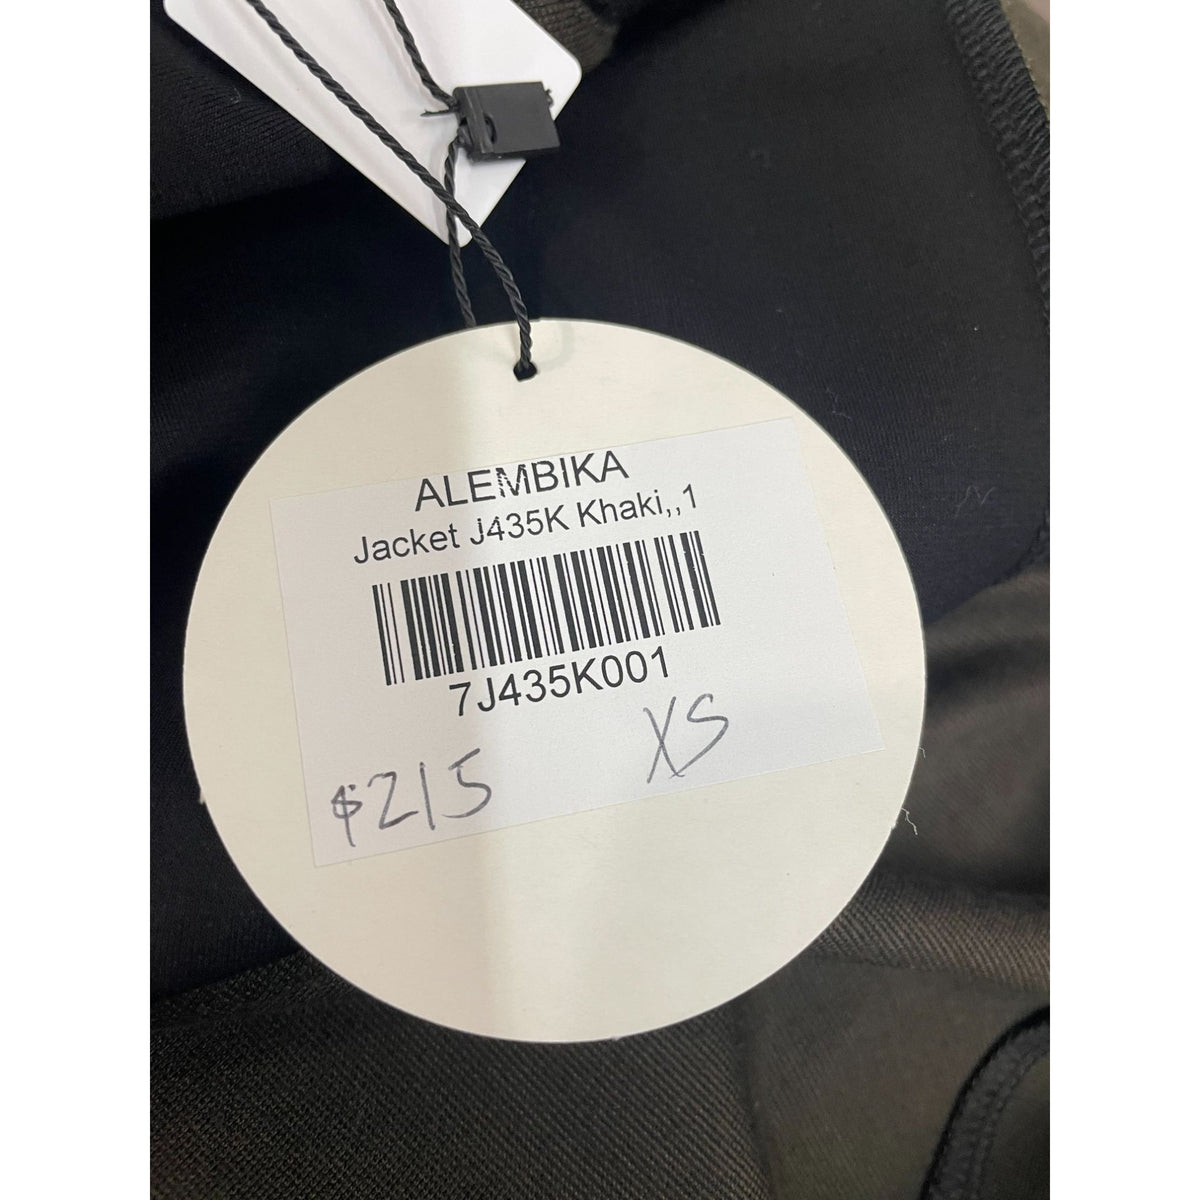 ALEMBIKA
Jacket J435K Khaki,,1
7J435K001
$215 XS